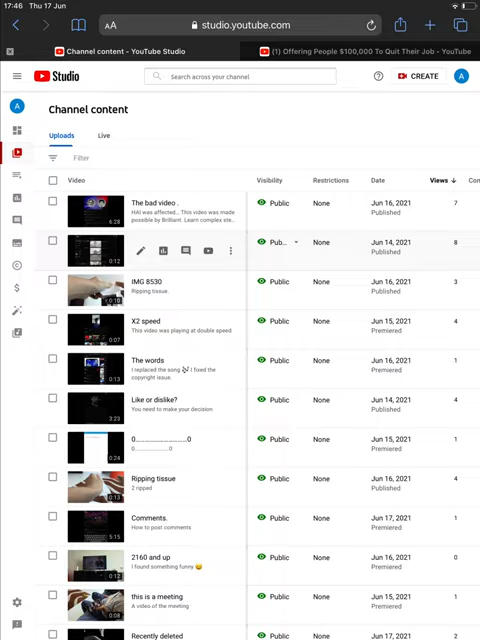 17:46 Thu 17 Jun
AA studio.youtube.com
Channel content - YouTube Studio
(1) Offering People $100,000 To Quit Their Job - YouTube
Studio
Search across your channel
CREATE
A
A
Channel content
Uploads
Live
Filter
Video Visibility Restrictions Date Views
The bad video .
HAI was affected... This video was made
possible by Brilliant. Learn complex ste...
6:28
Public None Jun 16, 2021 7
Published
0:12
Pub... None Jun 14, 2021 8
Published
IMG 8530
Ripping tissue.
0:10
Public None Jun 16, 2021 3
Published
X2 speed
This video was playing at double speed
0:07
Public None Jun 15, 2021 4
Premiered
The words
I replaced the song 🎶 I fixed the
copyright issue.
0:13
Public None Jun 16, 2021 1
Premiered
Like or dislike?
You need to make your decision
3:23
Public None Jun 14, 2021 4
Published
0........................0
0......................0
0:24
Public None Jun 15, 2021 1
Premiered
Ripping tissue
2 ripped
0:13
Public None Jun 16, 2021 4
Published
Comments.
How to post comments
5:15
Public None Jun 17, 2021 1
Premiered
2160 and up
I found something funny 😄
0:12
Public None Jun 16, 2021 0
Premiered
this is a meeting
A video of the meeting
0:08
Public None Jun 15, 2021 1
Premiered
Recently deleted
Public None Jun 15, 2021 1